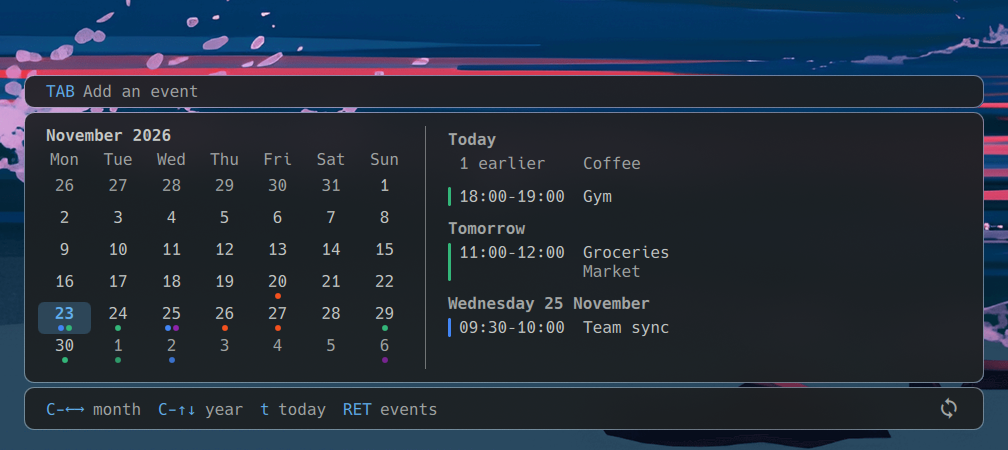 TAB Add an event
November 2026
Mon Tue Wed Thu Fri Sat Sun
26 27 28 29 30 31 1
2 3 4 5 6 7 8
9 10 11 12 13 14 15
16 17 18 19 20 21 22
23 24 25 26 27 28 29
30 1 2 3 4 5 6
Today
1 earlier Coffee
18:00-19:00 Gym
Tomorrow
11:00-12:00 Groceries
Market
Wednesday 25 November
09:30-10:00 Team sync
C-←→ month C-↑↓ year t today RET events